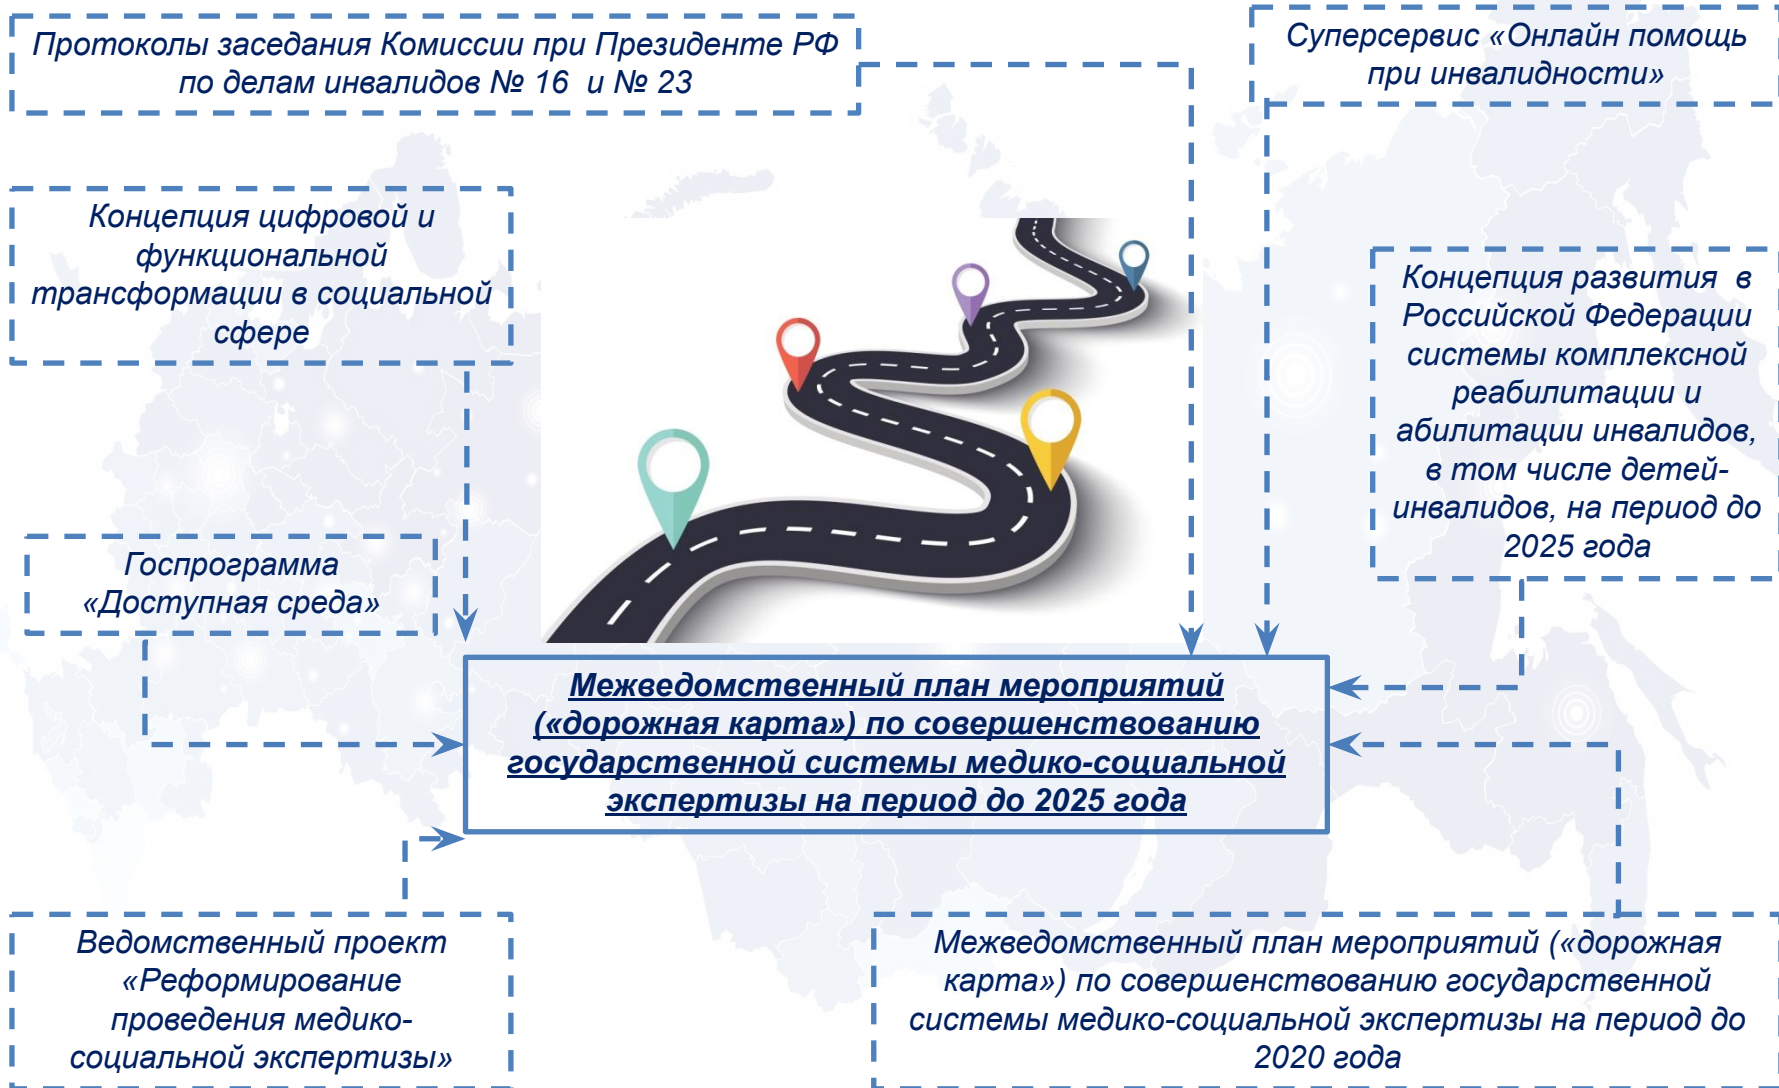 Протоколы заседания Комиссии при Президенте РФ
по делам инвалидов № 16 и № 23
Суперсервис «Онлайн помощь
при инвалидности»
Концепция цифровой и
функциональной
трансформации в социальной
сфере
Концепция развития в
Российской Федерации
системы комплексной
реабилитации и
абилитации инвалидов,
в том числе детей-
инвалидов, на период до
2025 года
Госпрограмма
«Доступная среда»
Межведомственный план мероприятий
(«дорожная карта») по совершенствованию
государственной системы медико-социальной
экспертизы на период до 2025 года
Ведомственный проект
«Реформирование
проведения медико-
социальной экспертизы»
Межведомственный план мероприятий («дорожная
карта») по совершенствованию государственной
системы медико-социальной экспертизы на период до
2020 года